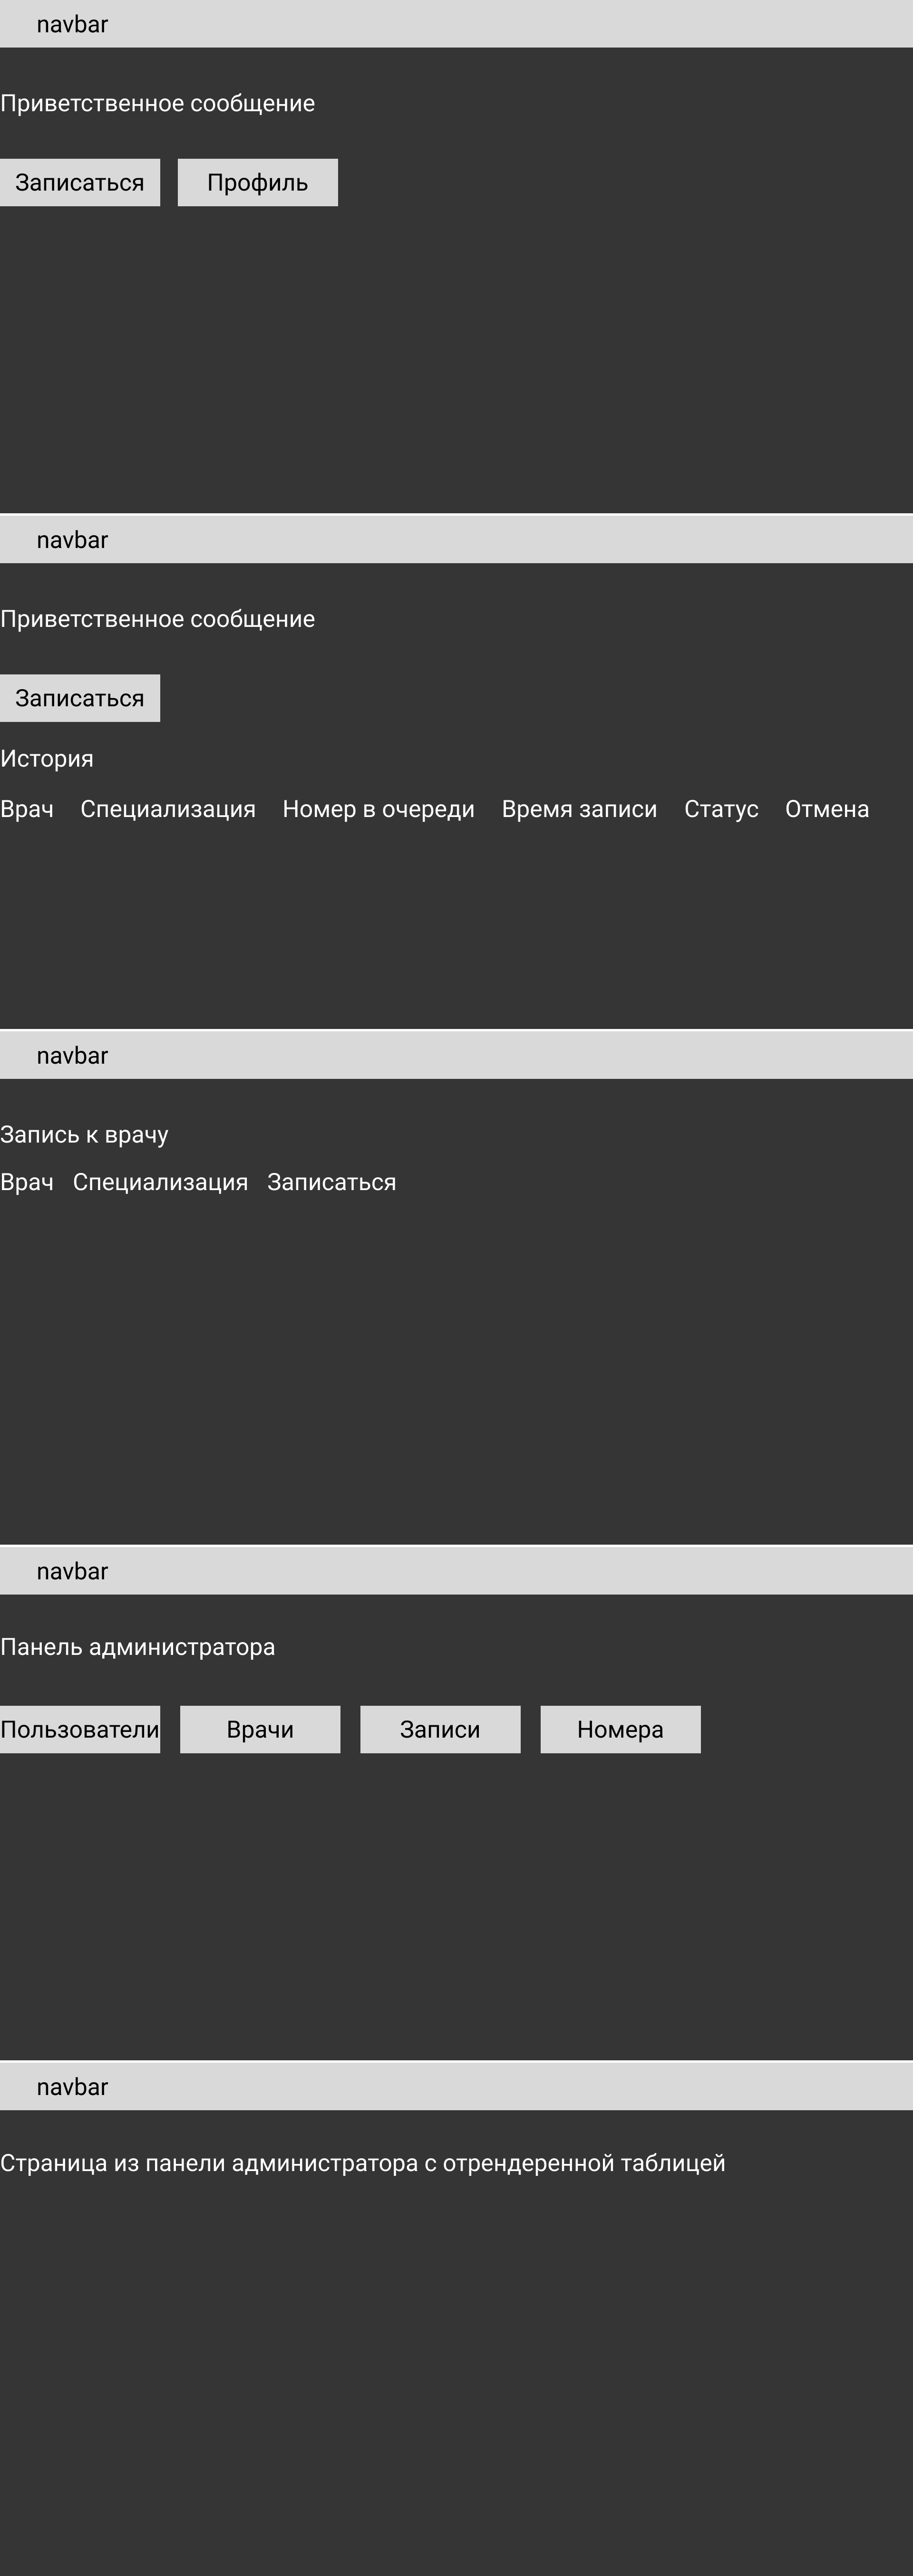 navbar
Приветственное сообщение
Записаться Профиль
navbar
Приветственное сообщение
Записаться
История
Врач Специализация Номер в очереди Время записи Статус Отмена
navbar
Запись к врачу
Врач Специализация Записаться
navbar
Панель администратора
Пользователи Врачи Записи Номера
navbar
Страница из панели администратора с отрендеренной таблицей